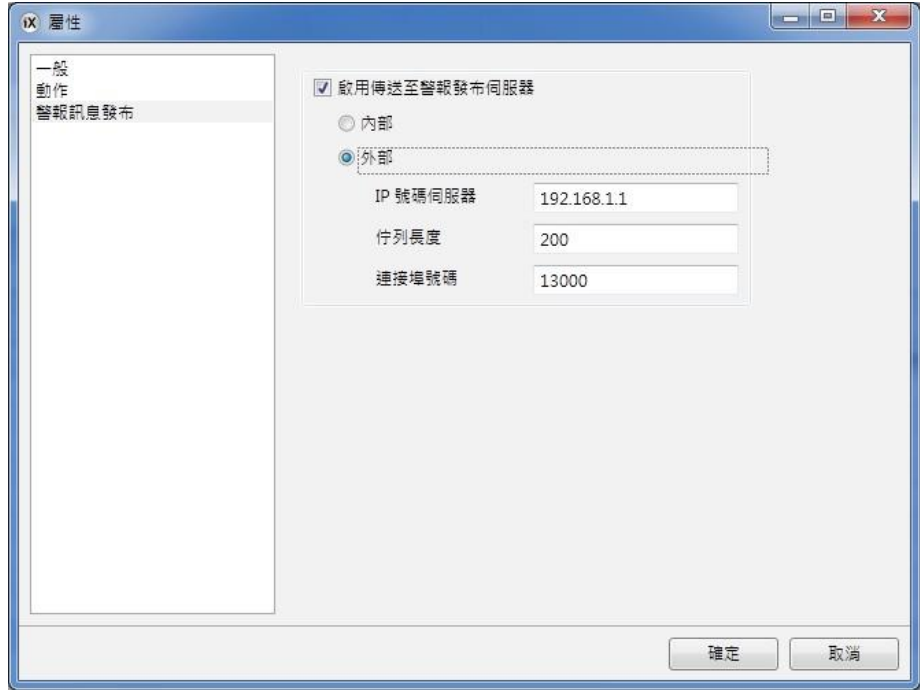 iX 屬性
一般
動作
警報訊息發布
啟用傳送至警報發布伺服器
內部
外部
IP 號碼伺服器 192.168.1.1
佇列長度 200
連接埠號碼 13000
確定 取消